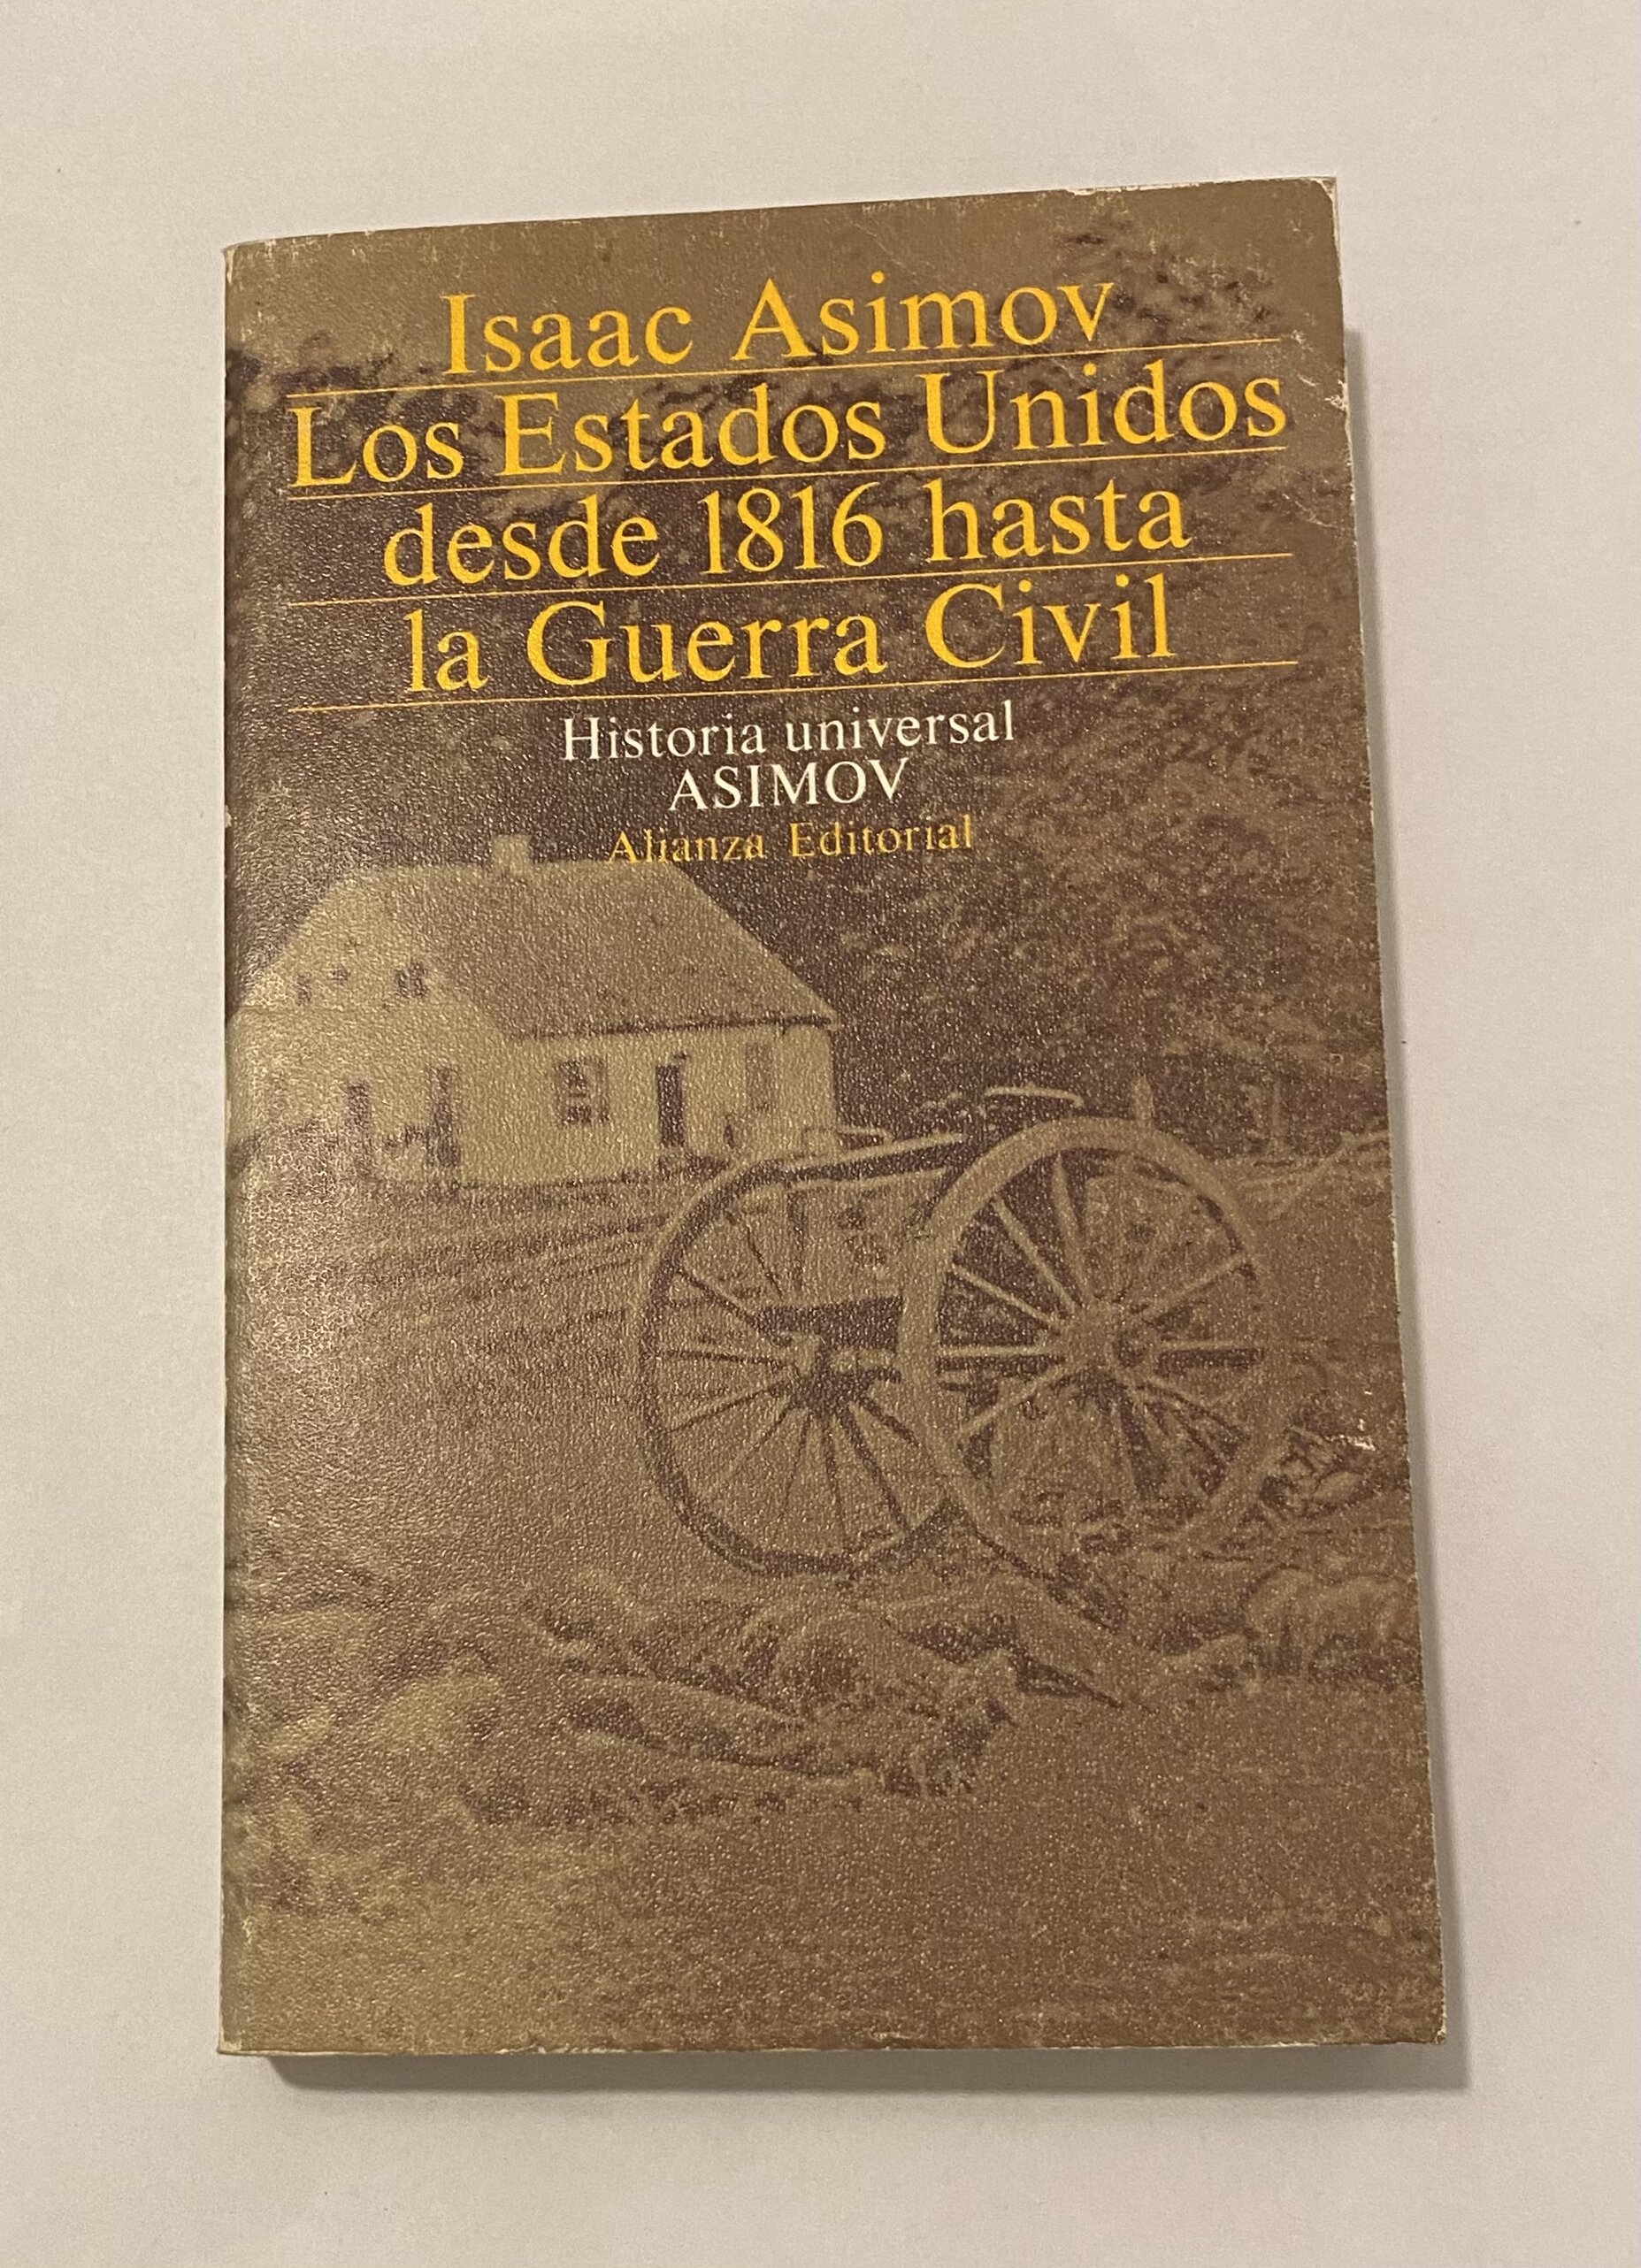 Isaac Asimov
Los Estados Unidos
desde 1816 hasta
la Guerra Civil
Historia universal
ASIMOV
Alianza Editorial